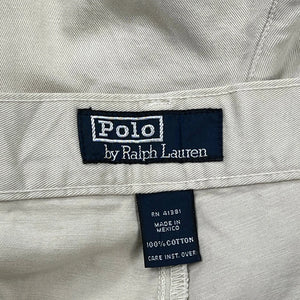 Polo
by Ralph Lauren
RN 41381
MADE IN
MEXICO
100% COTTON
CARE INST. OVER